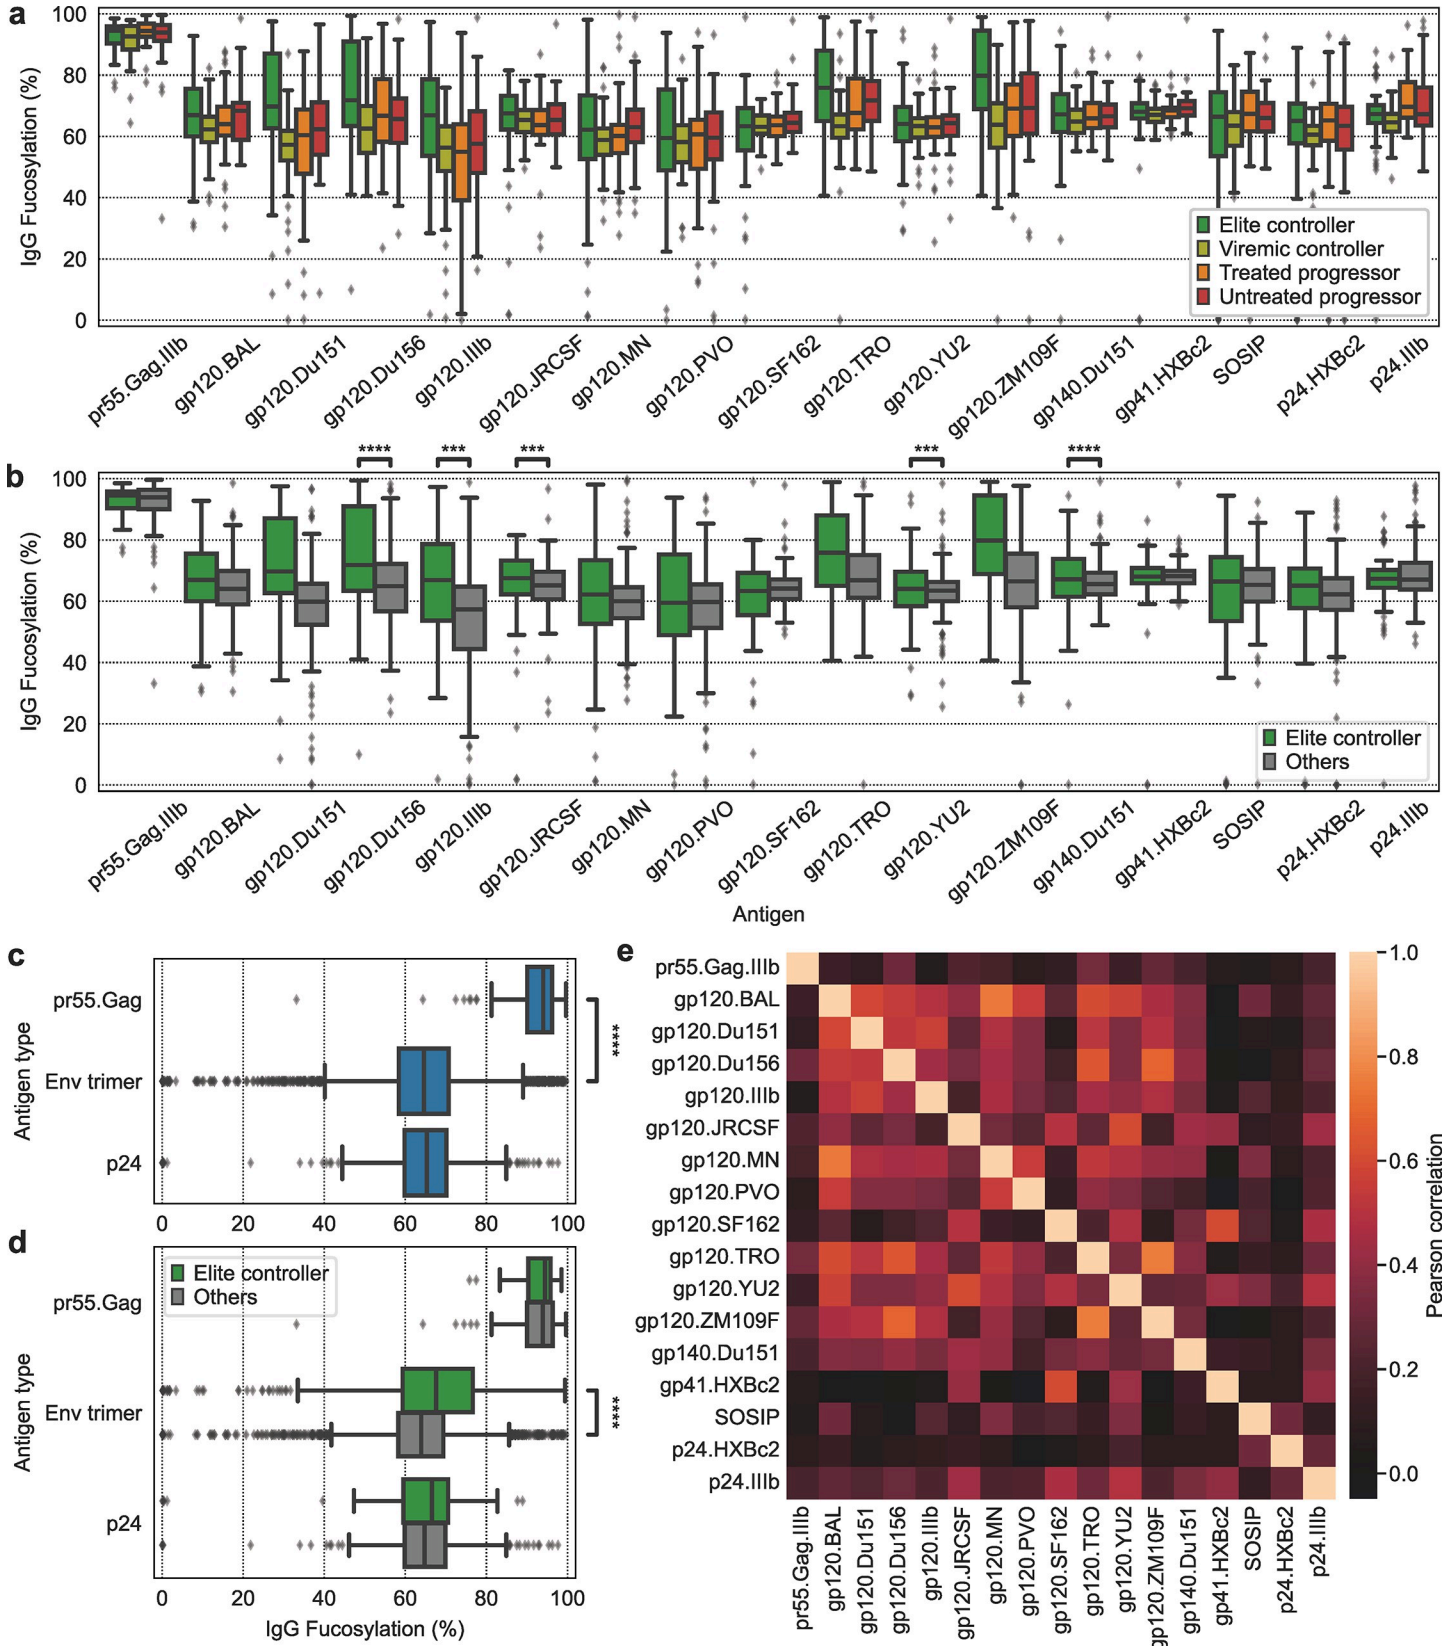 a
100
80
60
40
20
0
IgG Fucosylation (%)
Elite controller
Viremic controller
Treated progressor
Untreated progressor
pr55.Gag.IIIb
gp120.BAL
gp120.Du151
gp120.Du156
gp120.IIIb
gp120.JRCSF
gp120.MN
gp120.PVO
gp120.SF162
gp120.TRO
gp120.YU2
gp120.ZM109F
gp140.Du151
gp41.HXBc2
SOSIP
p24.HXBc2
p24.IIIb
b
****
***
***
***
****
100
80
60
40
20
0
IgG Fucosylation (%)
Elite controller
Others
pr55.Gag.IIIb
gp120.BAL
gp120.Du151
gp120.Du156
gp120.IIIb
gp120.JRCSF
gp120.MN
gp120.PVO
gp120.SF162
gp120.TRO
gp120.YU2
gp120.ZM109F
gp140.Du151
gp41.HXBc2
SOSIP
p24.HXBc2
p24.IIIb
Antigen
c
Antigen type
pr55.Gag
Env trimer
p24
****
0 20 40 60 80 100
d
Antigen type
Elite controller
Others
pr55.Gag
Env trimer
p24
****
0 20 40 60 80 100
IgG Fucosylation (%)
e
pr55.Gag.IIIb
gp120.BAL
gp120.Du151
gp120.Du156
gp120.IIIb
gp120.JRCSF
gp120.MN
gp120.PVO
gp120.SF162
gp120.TRO
gp120.YU2
gp120.ZM109F
gp140.Du151
gp41.HXBc2
SOSIP
p24.HXBc2
p24.IIIb
pr55.Gag.IIIb
gp120.BAL
gp120.Du151
gp120.Du156
gp120.IIIb
gp120.JRCSF
gp120.MN
gp120.PVO
gp120.SF162
gp120.TRO
gp120.YU2
gp120.ZM109F
gp140.Du151
gp41.HXBc2
SOSIP
p24.HXBc2
p24.IIIb
1.0
0.8
0.6
0.4
0.2
0.0
Pearson correlation